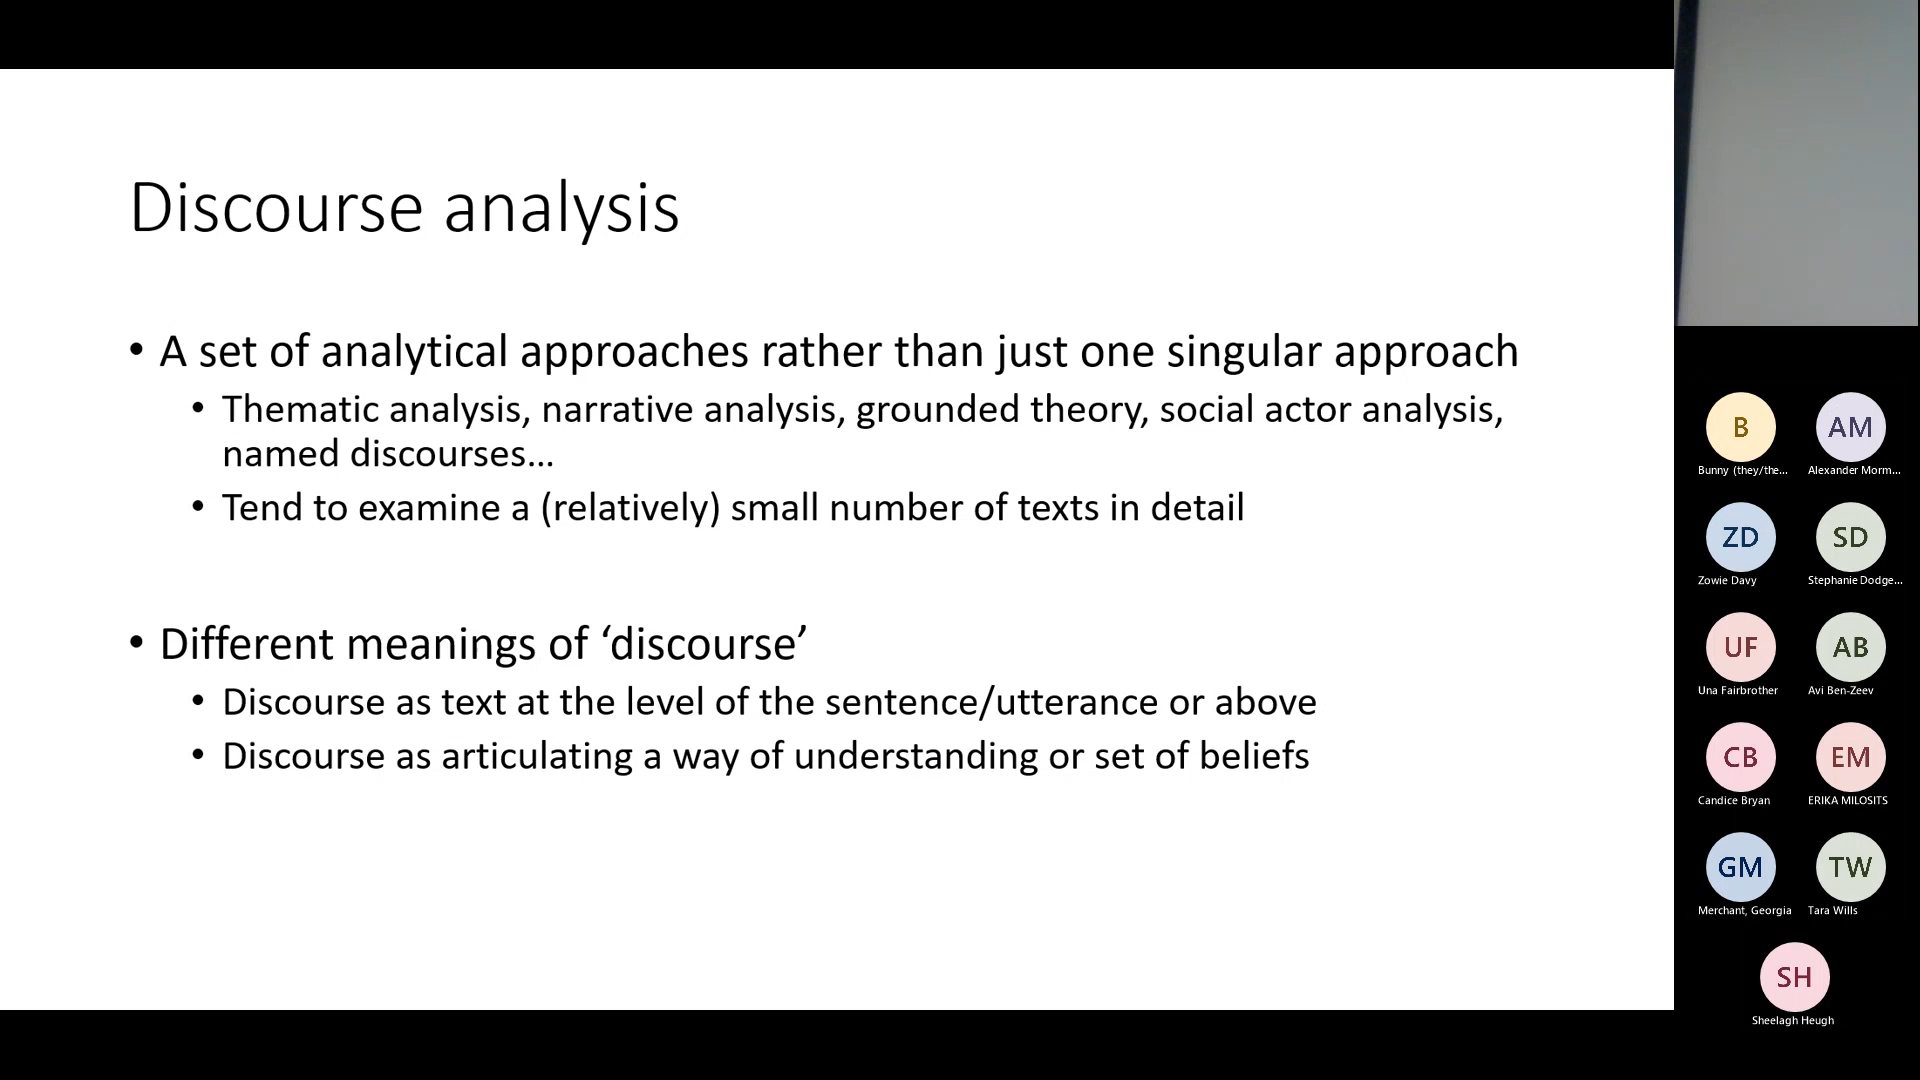 Discourse analysis
• A set of analytical approaches rather than just one singular approach
• Thematic analysis, narrative analysis, grounded theory, social actor analysis,
named discourses…
• Tend to examine a (relatively) small number of texts in detail
• Different meanings of ‘discourse’
• Discourse as text at the level of the sentence/utterance or above
• Discourse as articulating a way of understanding or set of beliefs
B
Bunny (they/the...
AM
Alexander Morm...
ZD
Zowie Davy
SD
Stephanie Dodge...
UF
Una Fairbrother
AB
Avi Ben-Zeev
CB
Candice Bryan
EM
ERIKA MILOSITS
GM
Merchant, Georgia
TW
Tara Wills
SH
Sheelagh Heugh